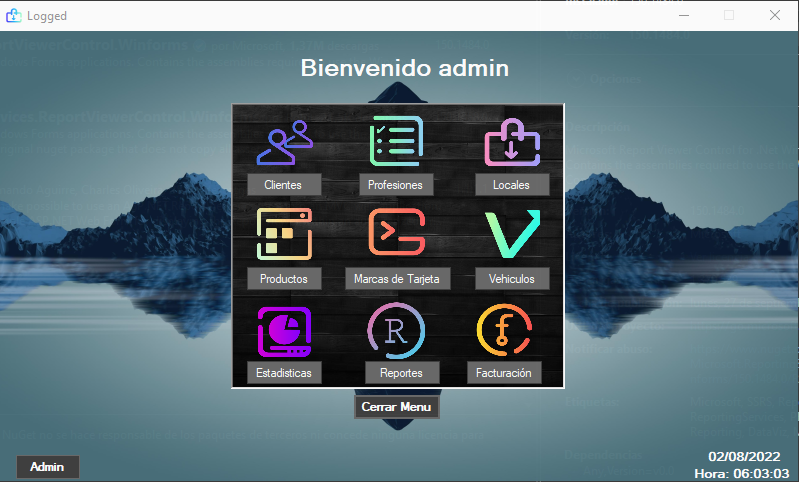 Logged
Bienvenido admin
Clientes
Profesiones
Locales
Productos
Marcas de Tarjeta
Vehiculos
Estadisticas
R
Reportes
Facturación
Cerrar Menu
Admin
02/08/2022
Hora: 06:03:03